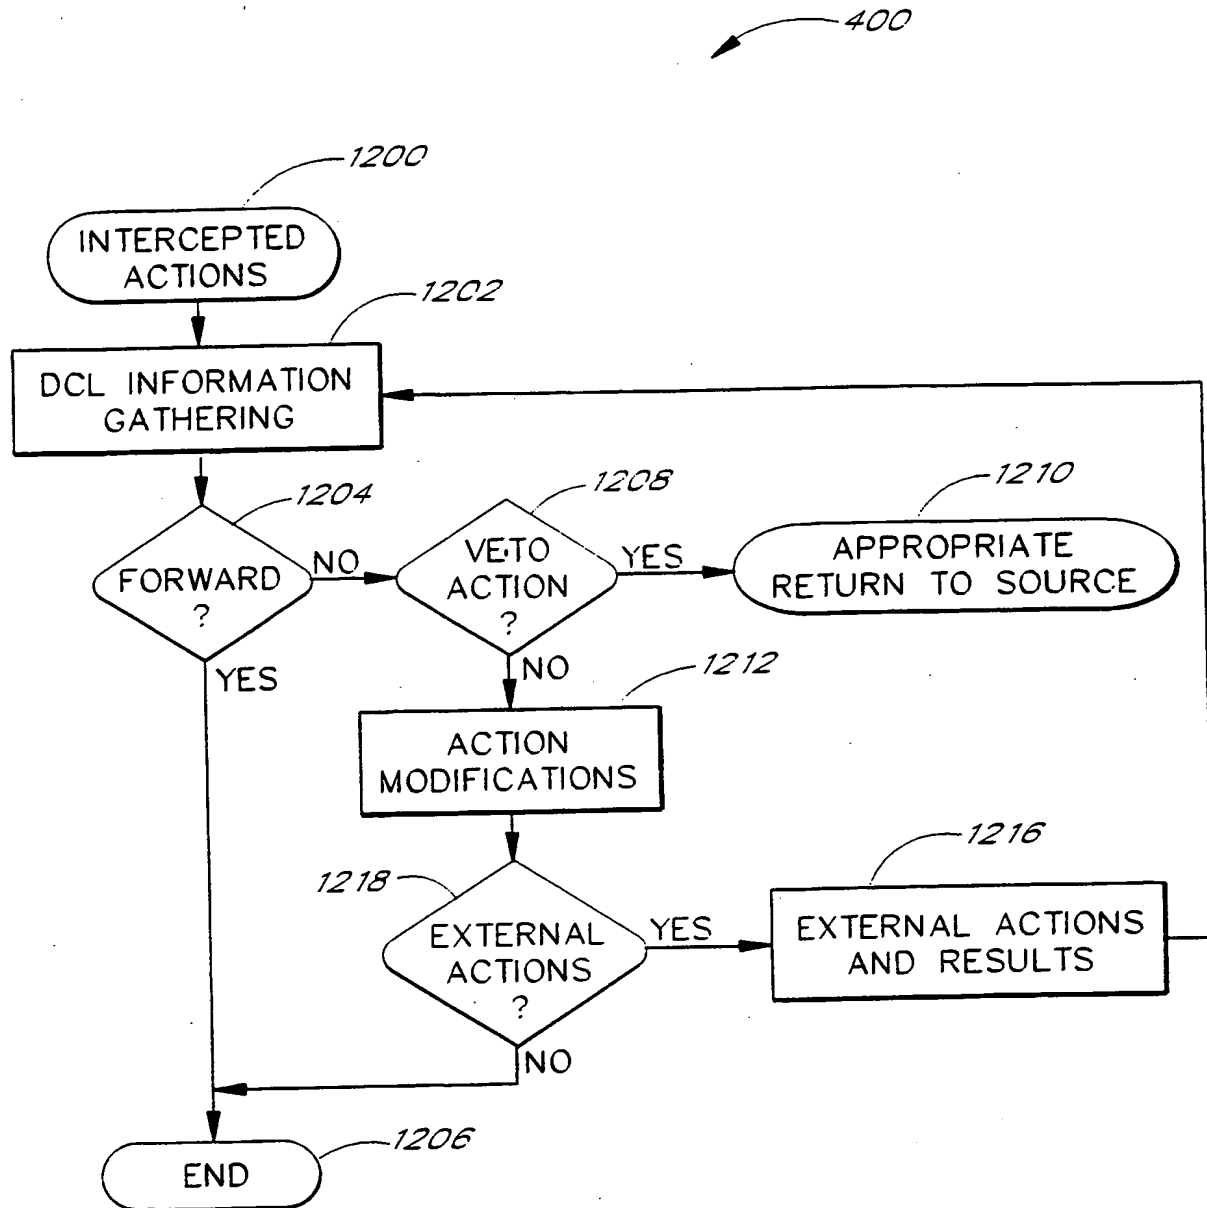 400
1200
INTERCEPTED
ACTIONS
1202
DCL INFORMATION
GATHERING
1204
FORWARD
?
NO
YES
1208
VETO
ACTION
?
YES
NO
1210
APPROPRIATE
RETURN TO SOURCE
1212
ACTION
MODIFICATIONS
1218
EXTERNAL
ACTIONS
?
YES
NO
1216
EXTERNAL ACTIONS
AND RESULTS
1206
END